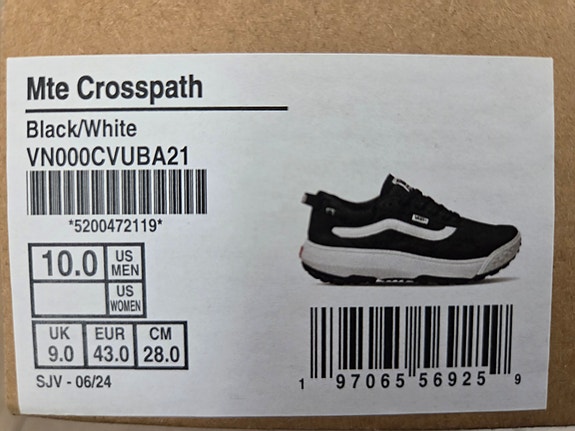 Mte Crosspath
Black/White
VN000CVUBA21
*5200472119*
10.0 US MEN
US WOMEN
UK EUR CM
9.0 43.0 28.0
SJV - 06/24
1 97065 56925 9